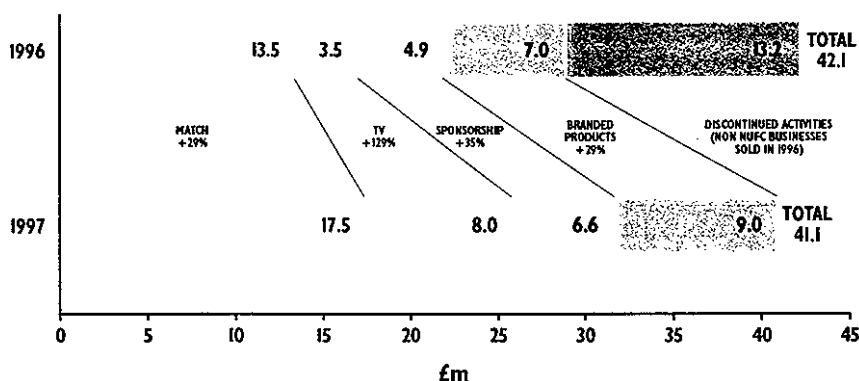 1996 13.5 3.5 4.9 7.0 13.2 TOTAL
42.1
MATCH
+29%
TV
+129%
SPONSORSHIP
+35%
BRANDED
PRODUCTS
+29%
DISCONTINUED ACTIVITIES
(NON NUFC BUSINESSES
SOLD IN 1996)
1997 17.5 8.0 6.6 9.0 TOTAL
41.1
0 5 10 15 20 25 30 35 40 45
£m